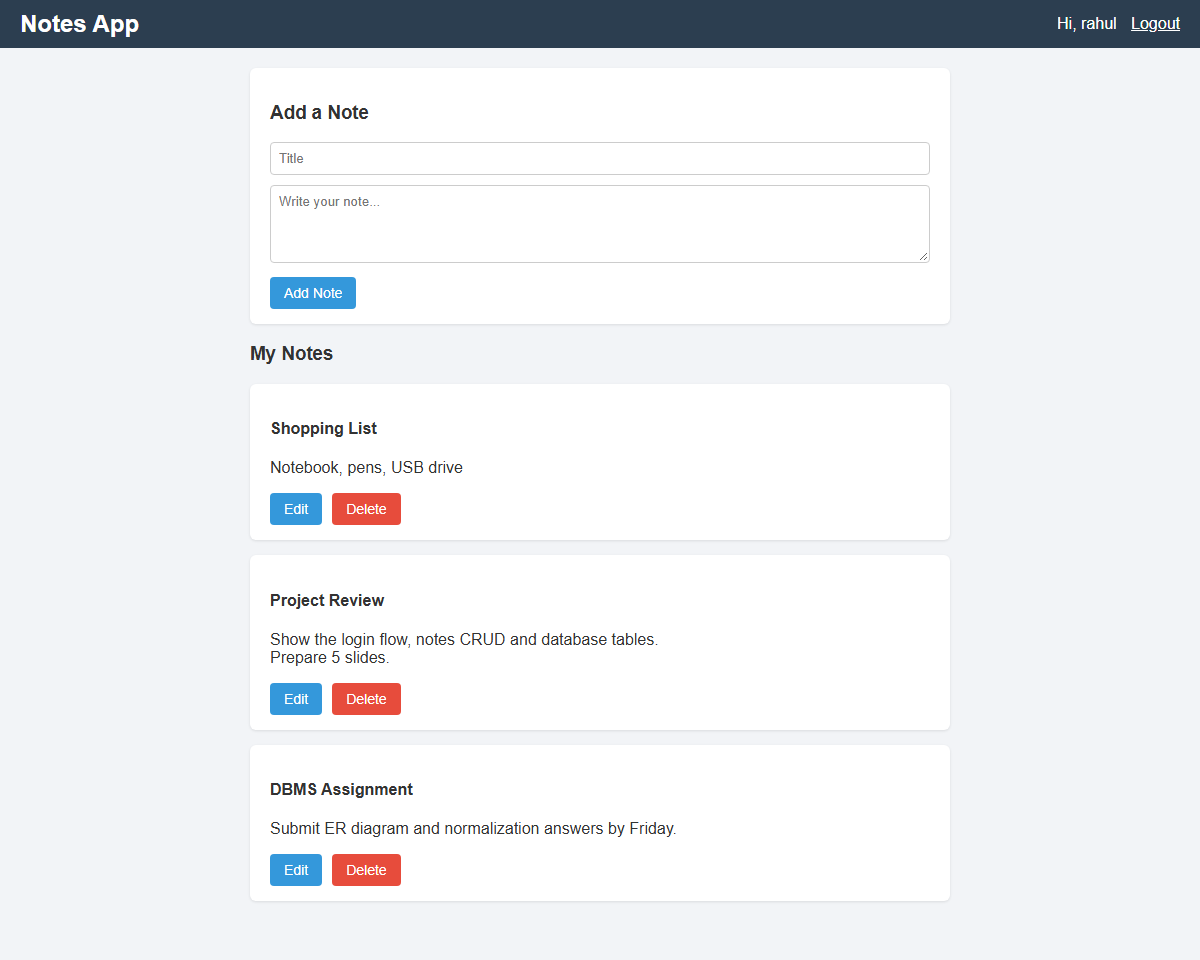 Notes App
Hi, rahul Logout
Add a Note
Title
Write your note...
Add Note
My Notes
Shopping List
Notebook, pens, USB drive
Edit Delete
Project Review
Show the login flow, notes CRUD and database tables.
Prepare 5 slides.
Edit Delete
DBMS Assignment
Submit ER diagram and normalization answers by Friday.
Edit Delete